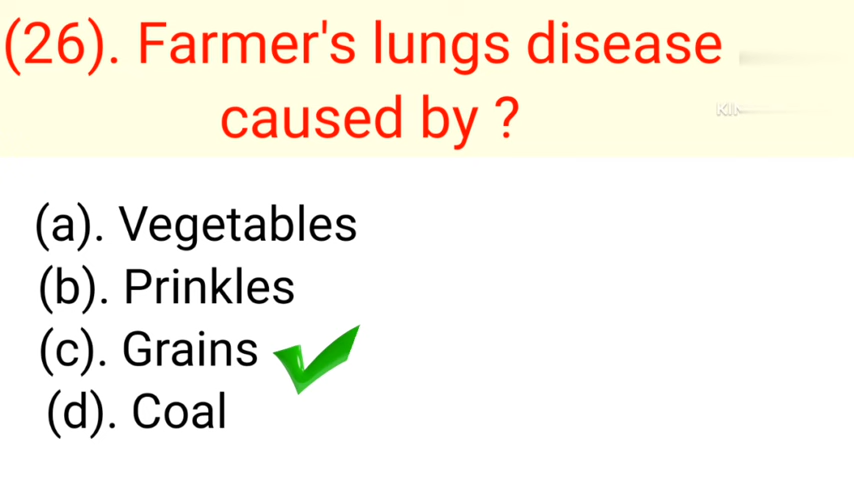 (26). Farmer's lungs disease
caused by ?
(a). Vegetables
(b). Prinkles
(c). Grains
(d). Coal